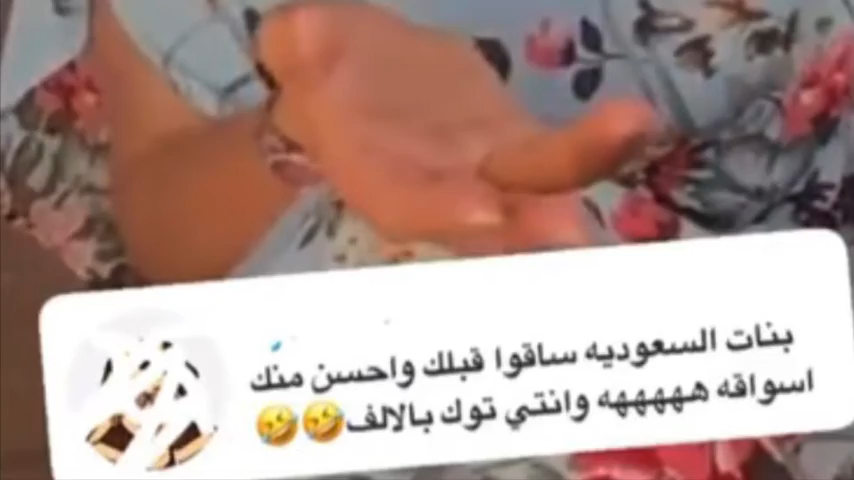 بنات السعوديه ساقوا قبلك واحسن منك
اسواقه ههههه وانتي توك بالالف🤣🤣